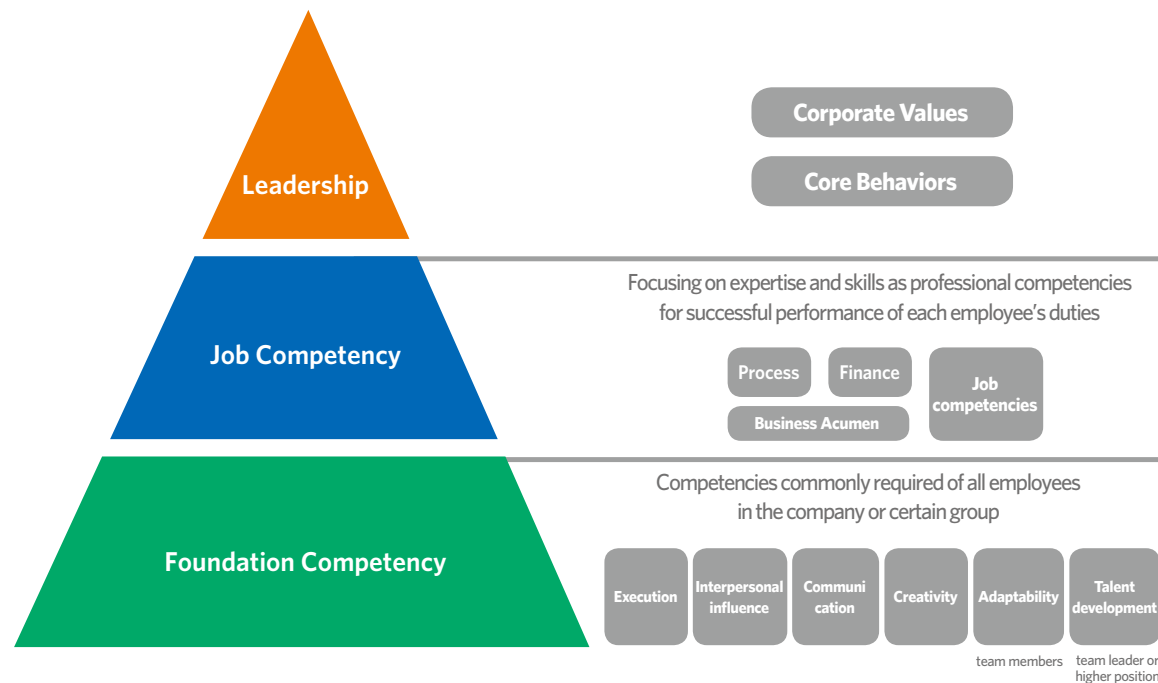 Leadership
Corporate Values
Core Behaviors
Job Competency
Focusing on expertise and skills as professional competencies
for successful performance of each employee's duties
Process
Finance
Business Acumen
Job
competencies
Foundation Competency
Competencies commonly required of all employees
in the company or certain group
Execution
Interpersonal
influence
Communi
cation
Creativity
Adaptability
Talent
development
team members
team leader or
higher position